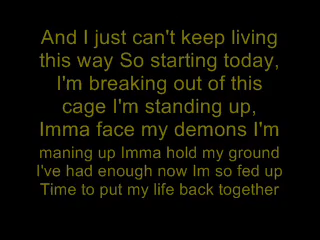 And I just can't keep living
this way So starting today,
I'm breaking out of this
cage I'm standing up,
Imma face my demons I'm
maning up Imma hold my ground
I've had enough now Im so fed up
Time to put my life back together